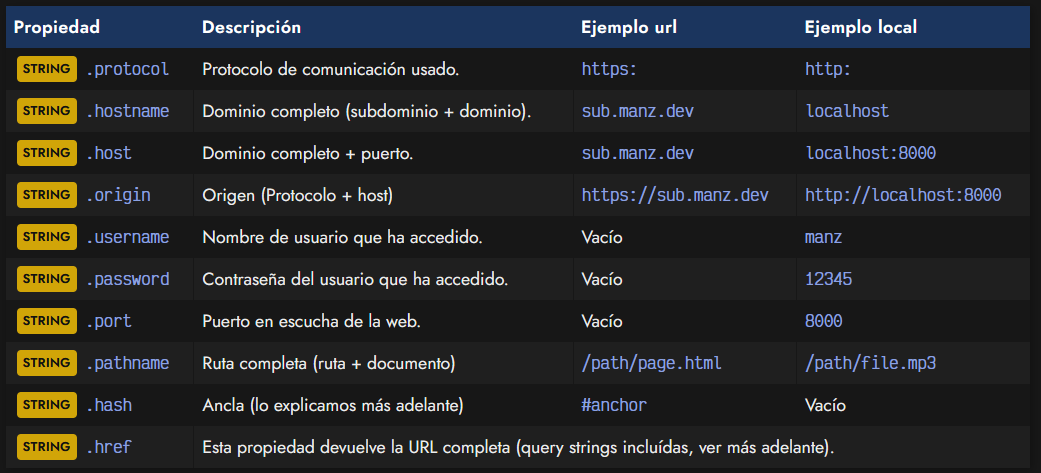 Propiedad Descripción Ejemplo url Ejemplo local
STRING .protocol Protocolo de comunicación usado. https: http:
STRING .hostname Dominio completo (subdominio + dominio). sub.manz.dev localhost
STRING .host Dominio completo + puerto. sub.manz.dev localhost:8000
STRING .origin Origen (Protocolo + host) https://sub.manz.dev http://localhost:8000
STRING .username Nombre de usuario que ha accedido. Vacío manz
STRING .password Contraseña del usuario que ha accedido. Vacío 12345
STRING .port Puerto en escucha de la web. Vacío 8000
STRING .pathname Ruta completa (ruta + documento) /path/page.html /path/file.mp3
STRING .hash Ancla (lo explicamos más adelante) #anchor Vacío
STRING .href Esta propiedad devuelve la URL completa (query strings incluídas, ver más adelante).